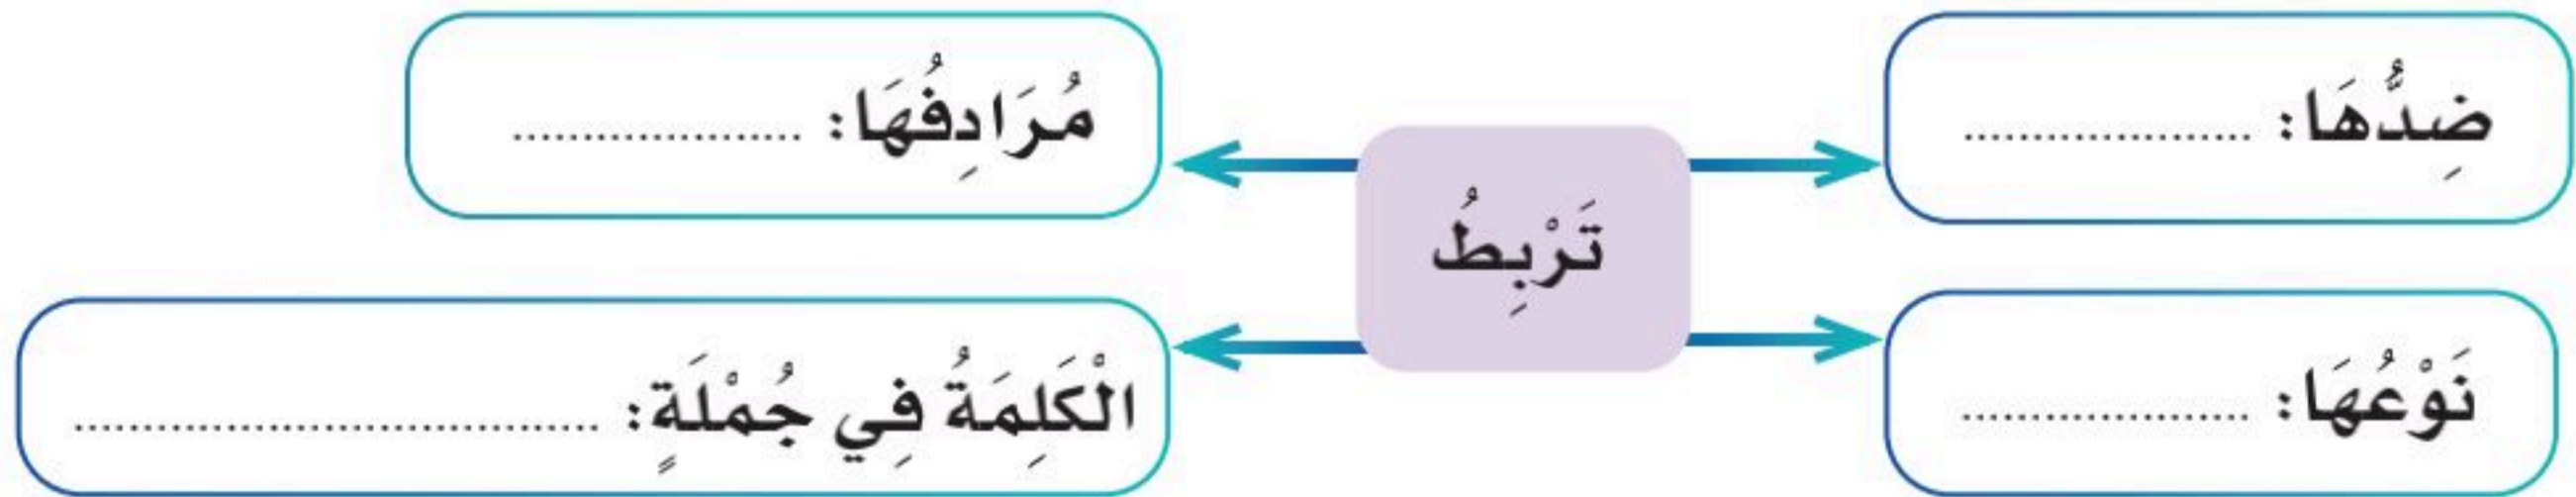 ضِدُّهَا: ....................
مُرَادِفُهَا: ....................
تَرْبِطُ
نَوْعُهَا: ....................
الْكَلِمَةُ فِي جُمْلَةٍ: ....................................